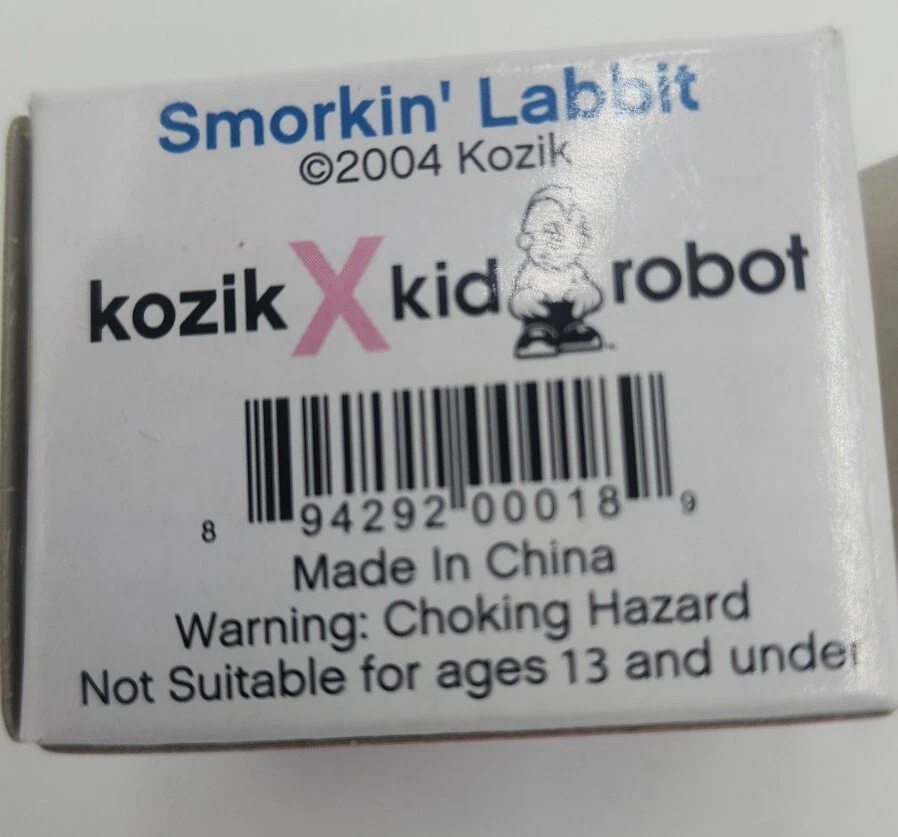 Smorkin' Labbit
©2004 Kozik
kozik X kid robot
8 94292 00018 9
Made In China
Warning: Choking Hazard
Not Suitable for ages 13 and under